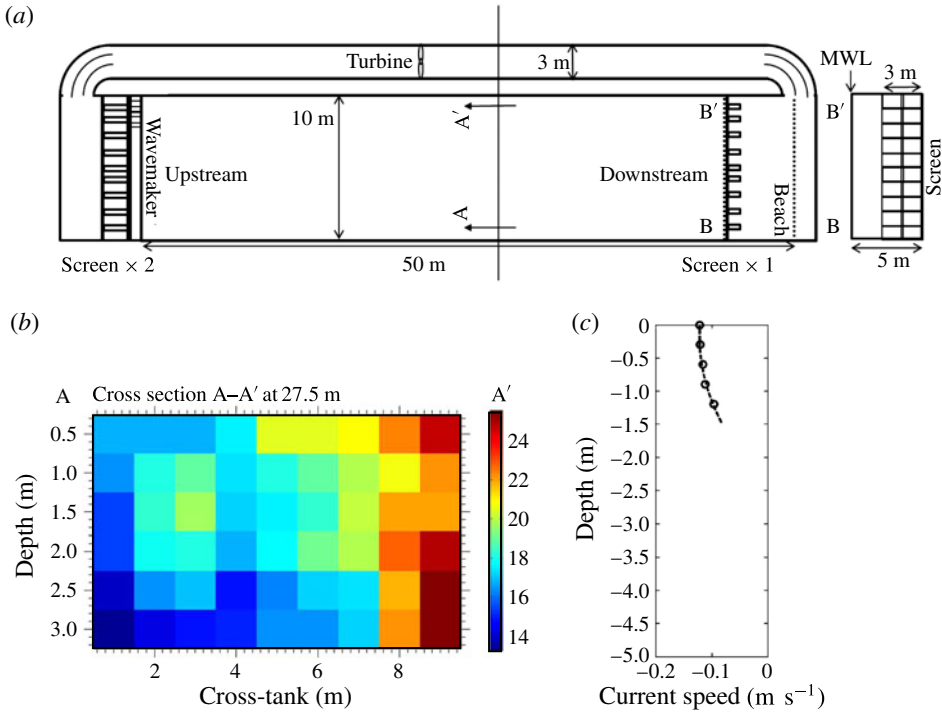 (a)
Turbine
3 m
MWL
3 m
10 m
A′
B′
B′
Wavemaker
Upstream
Downstream
Beach
Screen
A
B
B
Screen × 2
50 m
Screen × 1
5 m
(b)
A
Cross section A–A′ at 27.5 m
A′
0.5
1.0
1.5
2.0
2.5
3.0
Depth (m)
2
4
6
8
Cross-tank (m)
24
22
20
18
16
14
(c)
0
−0.5
−1.0
−1.5
−2.0
−2.5
−3.0
−3.5
−4.0
−4.5
−5.0
Depth (m)
−0.2
−0.1
0
Current speed (m s⁻¹)